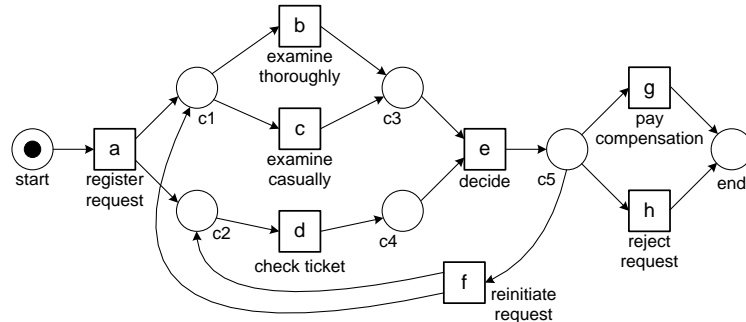 b
examine
thoroughly
g
pay
compensation
c1
c3
a
register
request
start
c
examine
casually
e
decide
c5
end
c2
d
check ticket
c4
h
reject
request
f
reinitiate
request